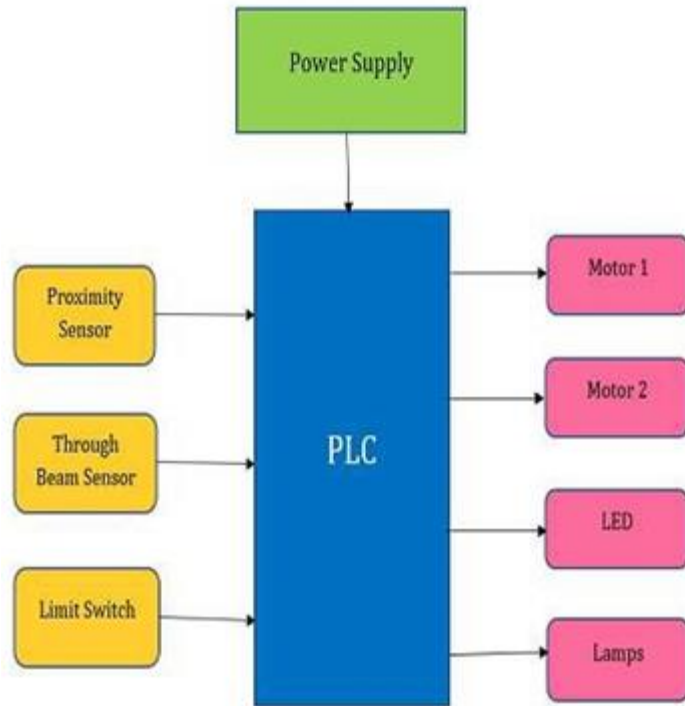 Power Supply
Proximity
Sensor
Through
Beam Sensor
Limit Switch
PLC
Motor 1
Motor 2
LED
Lamps